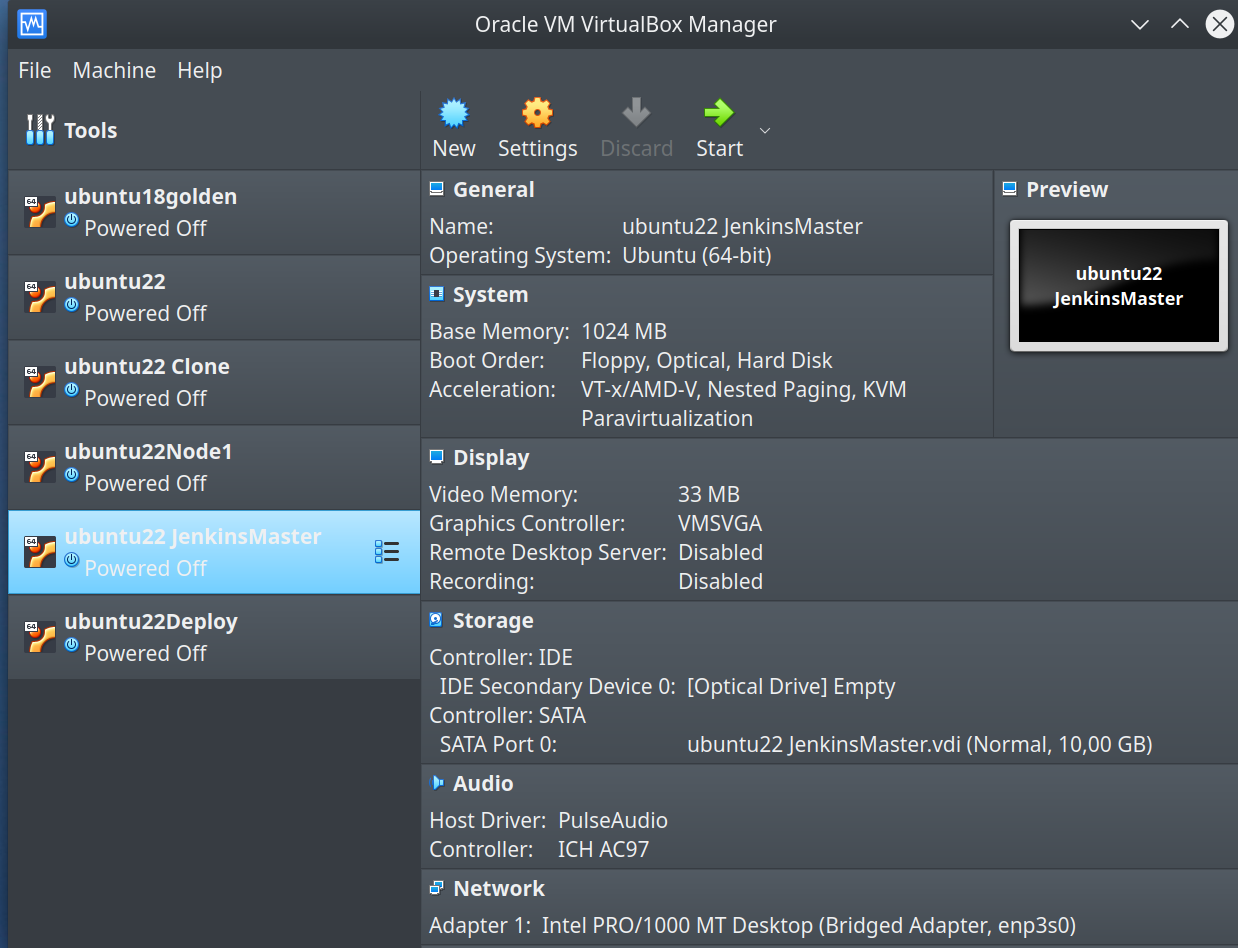 Oracle VM VirtualBox Manager
File Machine Help
Tools
New Settings Discard Start
64
ubuntu18golden
Powered Off
64
ubuntu22
Powered Off
64
ubuntu22 Clone
Powered Off
64
ubuntu22Node1
Powered Off
64
ubuntu22 JenkinsMaster
Powered Off
64
ubuntu22Deploy
Powered Off
General
Name: ubuntu22 JenkinsMaster
Operating System: Ubuntu (64-bit)
System
Base Memory: 1024 MB
Boot Order: Floppy, Optical, Hard Disk
Acceleration: VT-x/AMD-V, Nested Paging, KVM
Paravirtualization
Preview
ubuntu22
JenkinsMaster
Display
Video Memory: 33 MB
Graphics Controller: VMSVGA
Remote Desktop Server: Disabled
Recording: Disabled
Storage
Controller: IDE
IDE Secondary Device 0: [Optical Drive] Empty
Controller: SATA
SATA Port 0: ubuntu22 JenkinsMaster.vdi (Normal, 10,00 GB)
Audio
Host Driver: PulseAudio
Controller: ICH AC97
Network
Adapter 1: Intel PRO/1000 MT Desktop (Bridged Adapter, enp3s0)